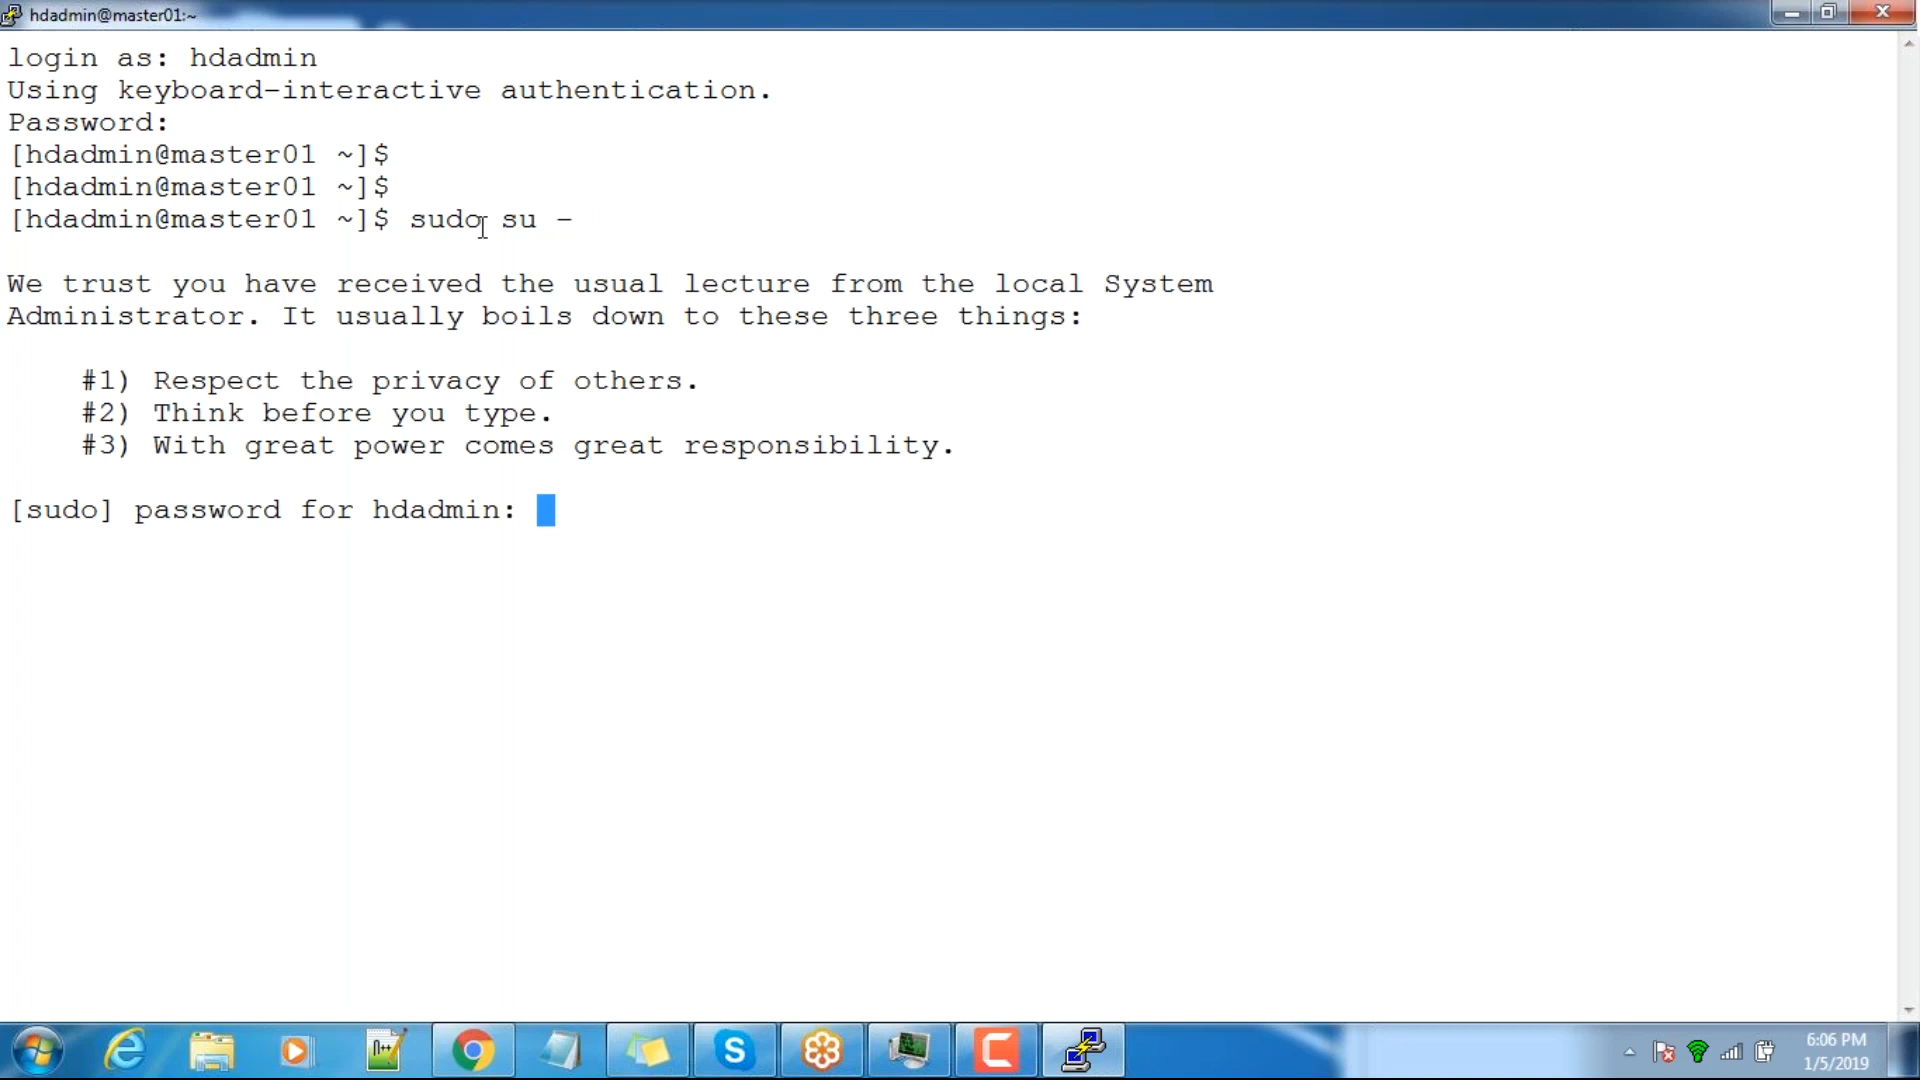 hdadmin@master01:~
login as: hdadmin
Using keyboard-interactive authentication.
Password:
[hdadmin@master01 ~]$
[hdadmin@master01 ~]$
[hdadmin@master01 ~]$ sudo su -
We trust you have received the usual lecture from the local System
Administrator. It usually boils down to these three things:
#1) Respect the privacy of others.
#2) Think before you type.
#3) With great power comes great responsibility.
[sudo] password for hdadmin:
6:06 PM
1/5/2019